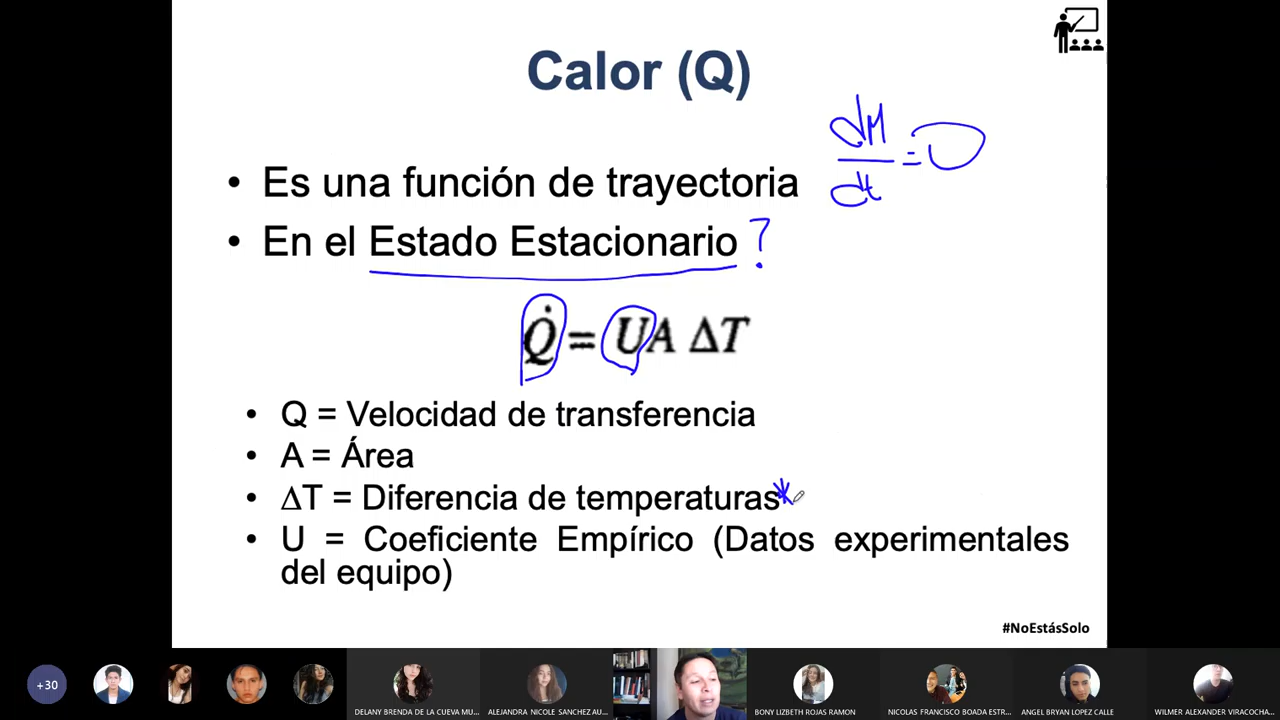 Calor (Q)
dM
dt
= 0
• Es una función de trayectoria
• En el Estado Estacionario ?
Q̇ = UA ΔT
• Q = Velocidad de transferencia
• A = Área
• ΔT = Diferencia de temperaturas*
• U = Coeficiente Empírico (Datos experimentales
del equipo)
#NoEstásSolo
+30
DELANY BRENDA DE LA CUEVA MU...
ALEJANDRA NICOLE SANCHEZ AU...
BONY LIZBETH ROJAS RAMON
NICOLAS FRANCISCO BOADA ESTR...
ANGEL BRYAN LOPEZ CALLE
WILMER ALEXANDER VIRACOCHA...